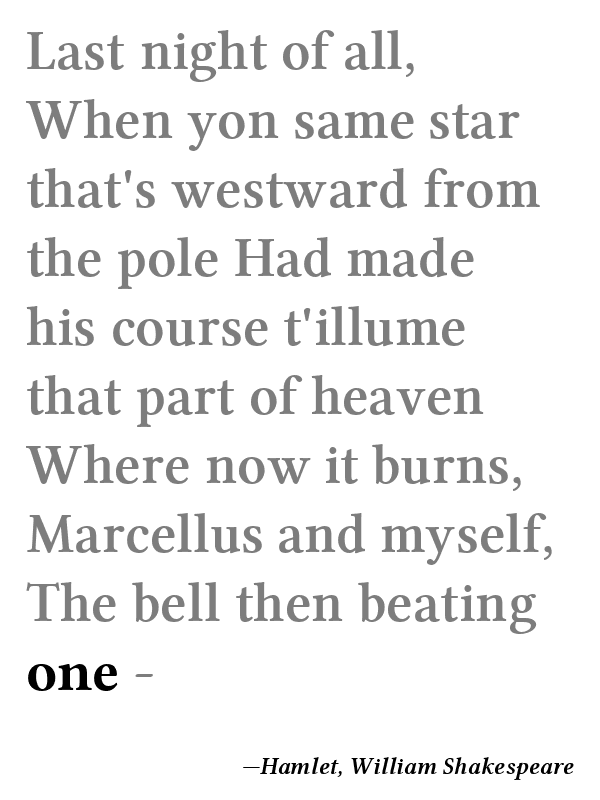 Last night of all,
When yon same star
that's westward from
the pole Had made
his course t'illume
that part of heaven
Where now it burns,
Marcellus and myself,
The bell then beating
one –
—Hamlet, William Shakespeare